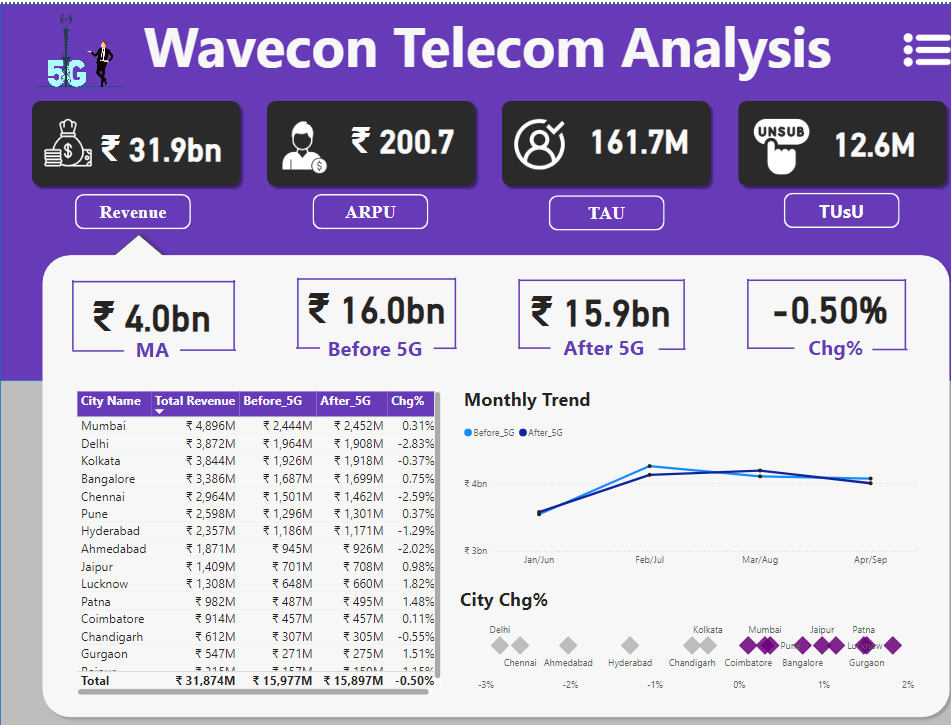 5G
Wavecon Telecom Analysis
$ ₹ 31.9bn
$ ₹ 200.7
161.7M
UNSUB 12.6M
Revenue
ARPU
TAU
TUsU
₹ 4.0bn
MA
₹ 16.0bn
Before 5G
₹ 15.9bn
After 5G
-0.50%
Chg%
City Name Total Revenue Before_5G After_5G Chg%
Mumbai ₹ 4,896M ₹ 2,444M ₹ 2,452M 0.31%
Delhi ₹ 3,872M ₹ 1,964M ₹ 1,908M -2.83%
Kolkata ₹ 3,844M ₹ 1,926M ₹ 1,918M -0.37%
Bangalore ₹ 3,386M ₹ 1,687M ₹ 1,699M 0.75%
Chennai ₹ 2,964M ₹ 1,501M ₹ 1,462M -2.59%
Pune ₹ 2,598M ₹ 1,296M ₹ 1,301M 0.37%
Hyderabad ₹ 2,357M ₹ 1,186M ₹ 1,171M -1.29%
Ahmedabad ₹ 1,871M ₹ 945M ₹ 926M -2.02%
Jaipur ₹ 1,409M ₹ 701M ₹ 708M 0.98%
Lucknow ₹ 1,308M ₹ 648M ₹ 660M 1.82%
Patna ₹ 982M ₹ 487M ₹ 495M 1.48%
Coimbatore ₹ 914M ₹ 457M ₹ 457M 0.11%
Chandigarh ₹ 612M ₹ 307M ₹ 305M -0.55%
Gurgaon ₹ 547M ₹ 271M ₹ 275M 1.51%
Total ₹ 31,874M ₹ 15,977M ₹ 15,897M -0.50%
Monthly Trend
Before_5G After_5G
₹ 4bn
₹ 3bn
Jan/Jun Feb/Jul Mar/Aug Apr/Sep
City Chg%
Delhi Kolkata Mumbai Jaipur Patna
Pune Lucknow
Chennai Ahmedabad Hyderabad Chandigarh Coimbatore Bangalore Gurgaon
-3% -2% -1% 0% 1% 2%